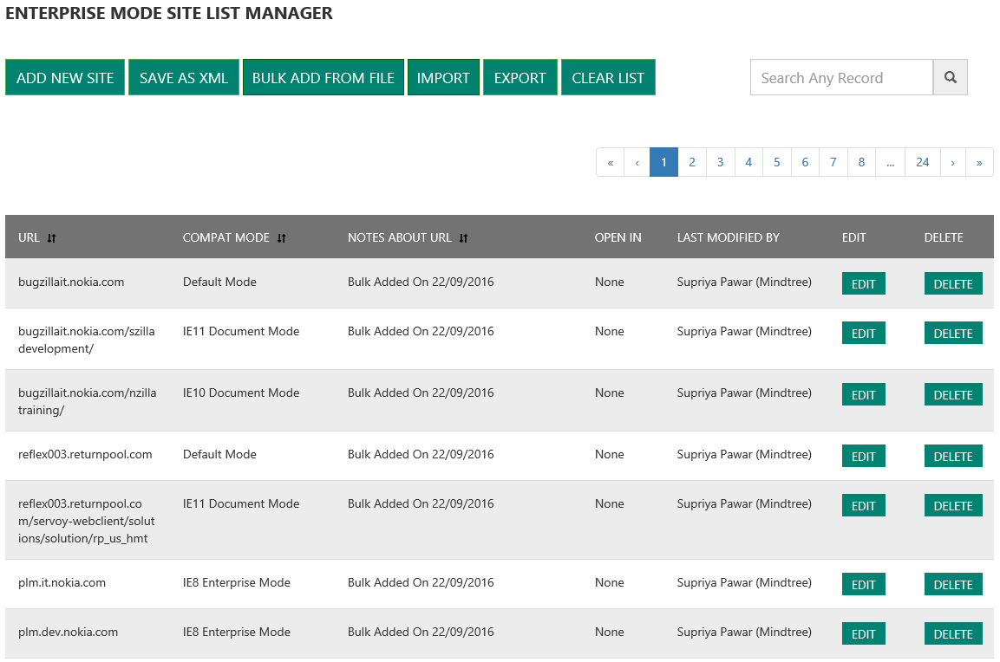 ENTERPRISE MODE SITE LIST MANAGER
ADD NEW SITE SAVE AS XML BULK ADD FROM FILE IMPORT EXPORT CLEAR LIST Search Any Record
« ‹ 1 2 3 4 5 6 7 8 ... 24 › »
URL COMPAT MODE NOTES ABOUT URL OPEN IN LAST MODIFIED BY EDIT DELETE
bugzillait.nokia.com Default Mode Bulk Added On 22/09/2016 None Supriya Pawar (Mindtree) EDIT DELETE
bugzillait.nokia.com/szilla IE11 Document Mode Bulk Added On 22/09/2016 None Supriya Pawar (Mindtree) EDIT DELETE
development/
bugzillait.nokia.com/nzilla IE10 Document Mode Bulk Added On 22/09/2016 None Supriya Pawar (Mindtree) EDIT DELETE
training/
reflex003.returnpool.com Default Mode Bulk Added On 22/09/2016 None Supriya Pawar (Mindtree) EDIT DELETE
reflex003.returnpool.co IE11 Document Mode Bulk Added On 22/09/2016 None Supriya Pawar (Mindtree) EDIT DELETE
m/servoy-webclient/solut
ions/solution/rp_us_hmt
plm.it.nokia.com IE8 Enterprise Mode Bulk Added On 22/09/2016 None Supriya Pawar (Mindtree) EDIT DELETE
plm.dev.nokia.com IE8 Enterprise Mode Bulk Added On 22/09/2016 None Supriya Pawar (Mindtree) EDIT DELETE